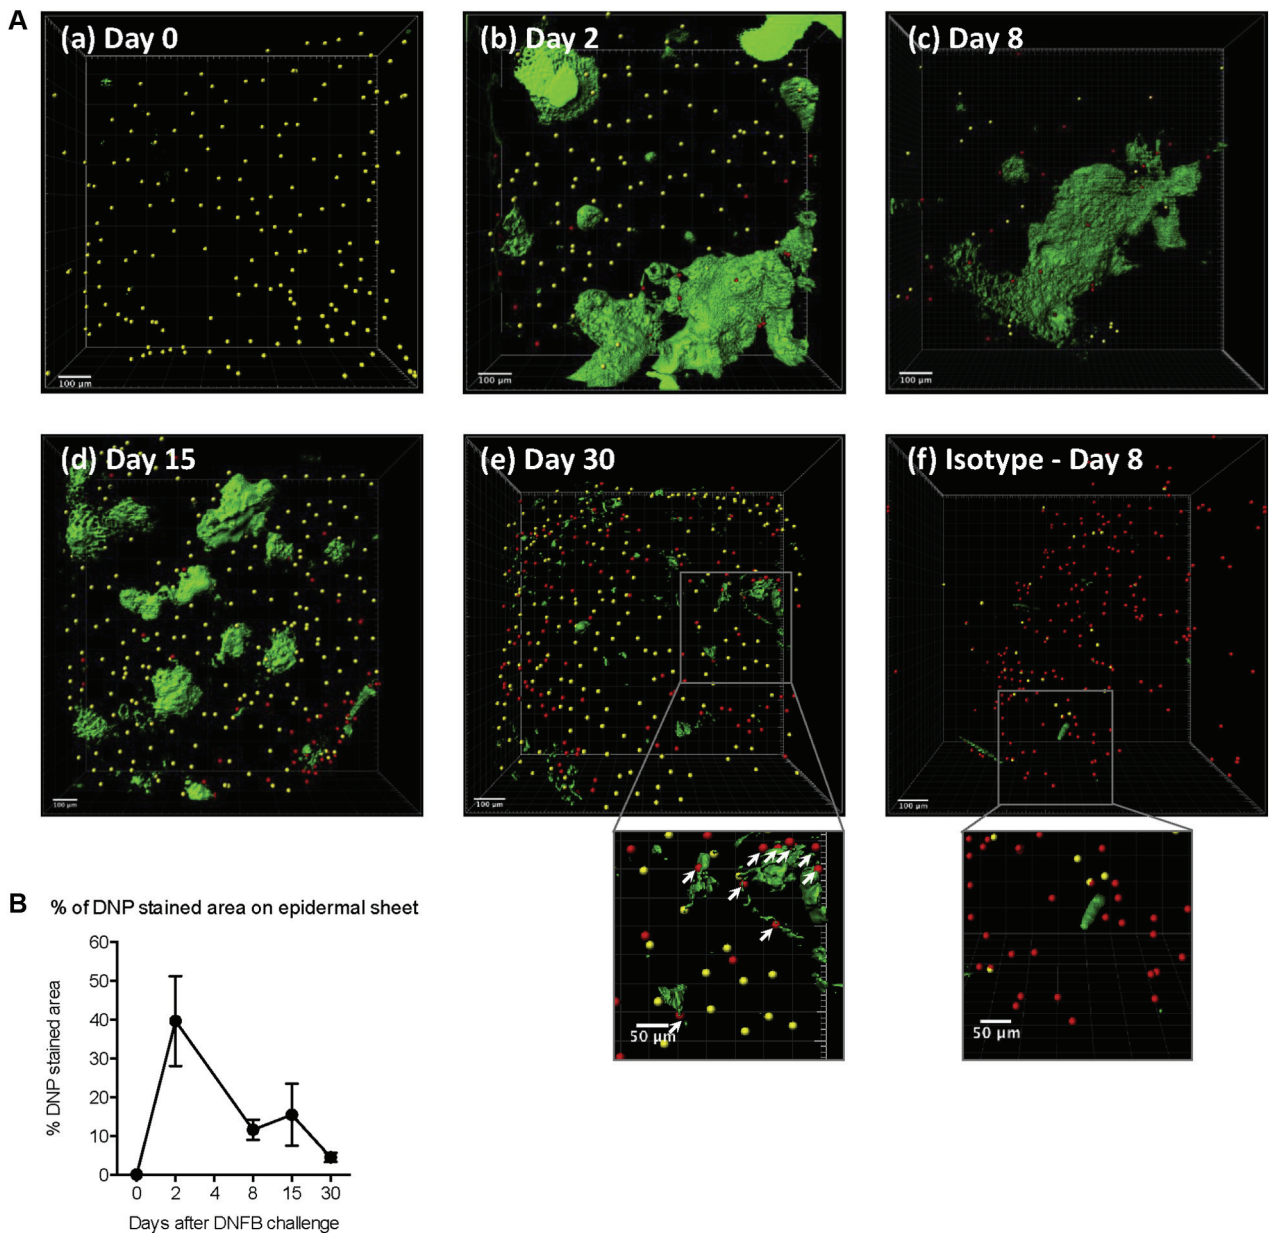 A
(a) Day 0
(b) Day 2
(c) Day 8
100 µm
100 µm
100 µm
(d) Day 15
(e) Day 30
(f) Isotype - Day 8
100 µm
100 µm
100 µm
50 µm
50 µm
B
% of DNP stained area on epidermal sheet
% DNP stained area
60
50
40
30
20
10
0
0 2 4 8 15 30
Days after DNFB challenge